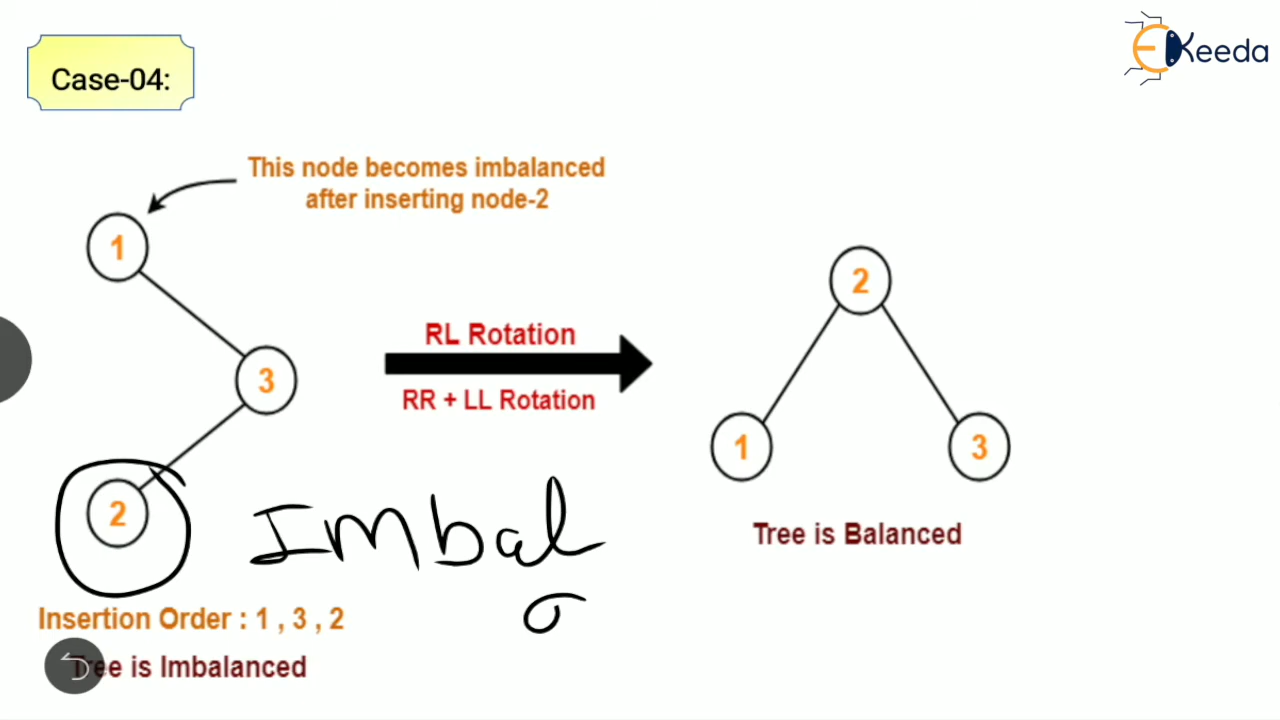 EKeeda
Case-04:
This node becomes imbalanced
after inserting node-2
1
3
2
RL Rotation
RR + LL Rotation
2
1
3
Imbal
Tree is Balanced
Insertion Order : 1 , 3 , 2
Tree is Imbalanced